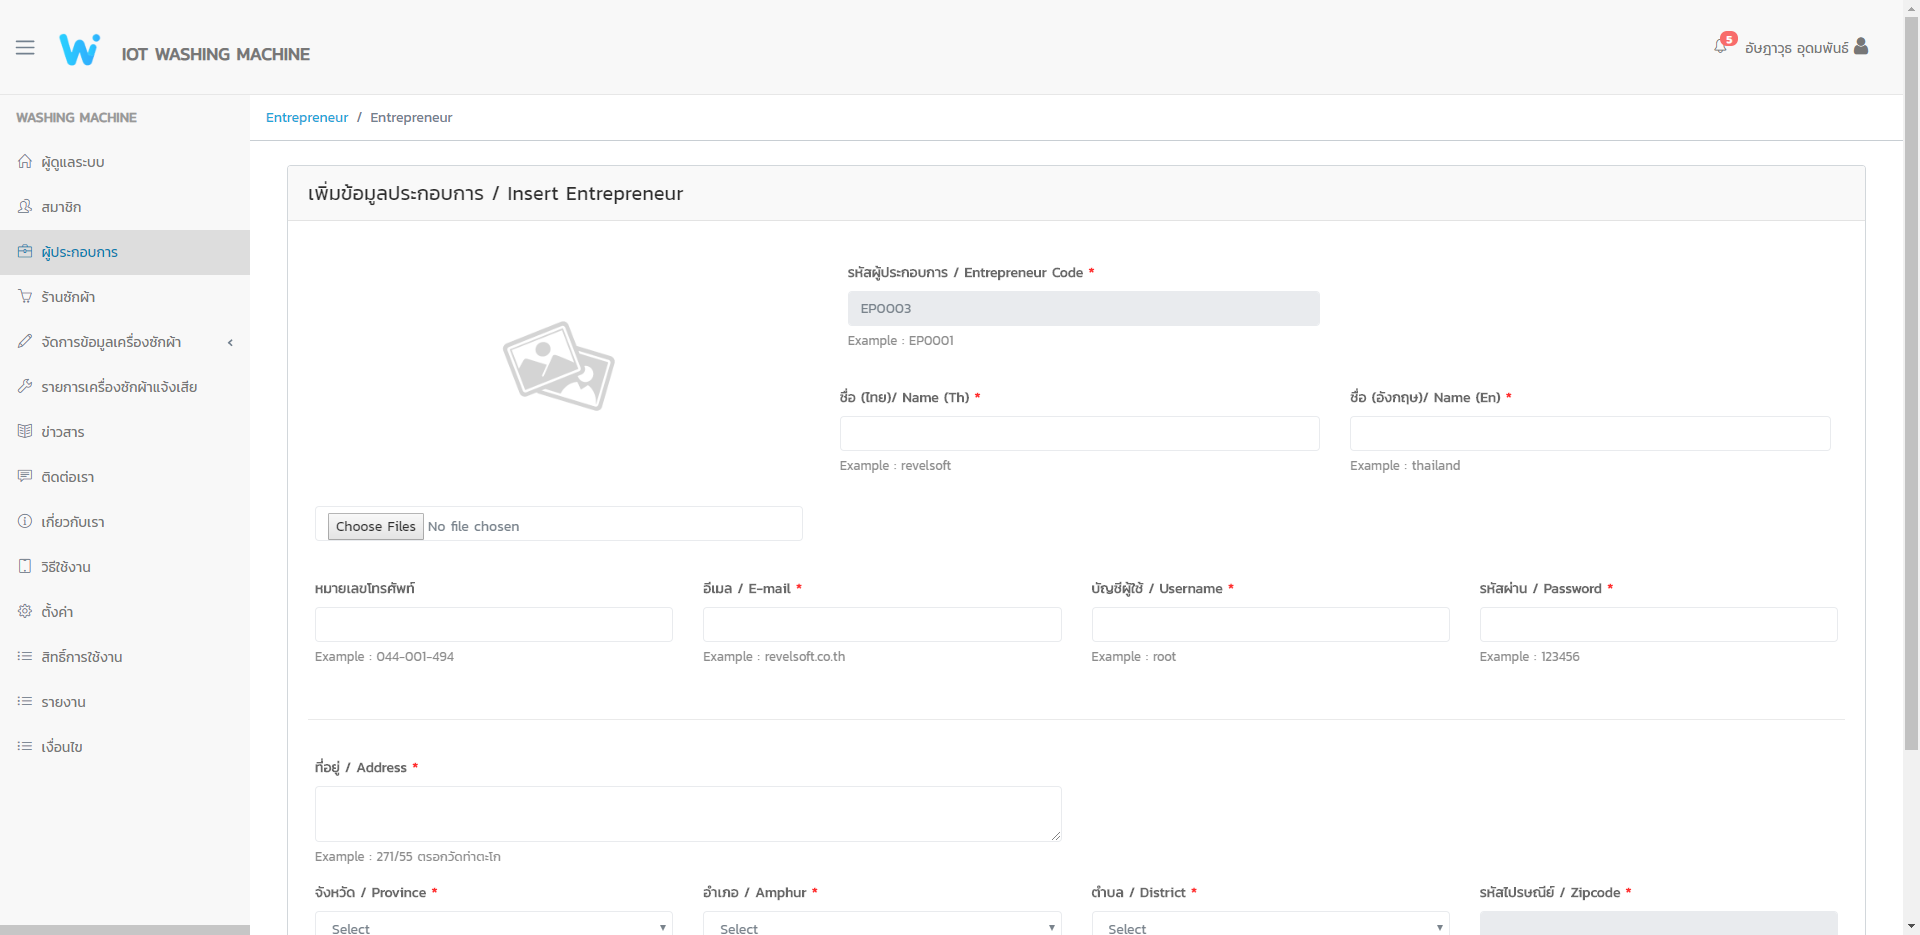 IOT WASHING MACHINE
5
อัษฎาวุธ อุดมพันธ์
WASHING MACHINE
ผู้ดูแลระบบ
สมาชิก
ผู้ประกอบการ
ร้านซักผ้า
จัดการข้อมูลเครื่องซักผ้า
รายการเครื่องซักผ้าแจ้งเสีย
ข่าวสาร
ติดต่อเรา
เกี่ยวกับเรา
วิธีใช้งาน
ตั้งค่า
สิทธิ์การใช้งาน
รายงาน
เงื่อนไข
Entrepreneur / Entrepreneur
เพิ่มข้อมูลประกอบการ / Insert Entrepreneur
รหัสผู้ประกอบการ / Entrepreneur Code *
EP0003
Example : EP0001
ชื่อ (ไทย)/ Name (Th) *
Example : revelsoft
ชื่อ (อังกฤษ)/ Name (En) *
Example : thailand
Choose Files No file chosen
หมายเลขโทรศัพท์
Example : 044-001-494
อีเมล / E-mail *
Example : revelsoft.co.th
บัญชีผู้ใช้ / Username *
Example : root
รหัสผ่าน / Password *
Example : 123456
ที่อยู่ / Address *
Example : 271/55 ตรอกวัดท่าตะโก
จังหวัด / Province *
Select
อำเภอ / Amphur *
Select
ตำบล / District *
Select
รหัสไปรษณีย์ / Zipcode *